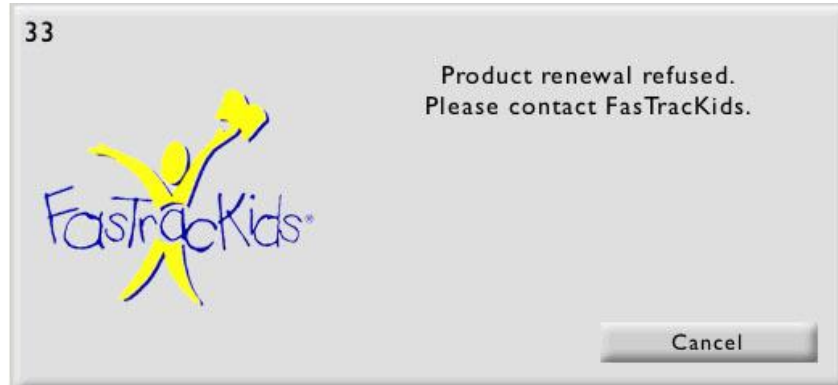 33
Product renewal refused.
Please contact FasTracKids.
FasTracKids®
Cancel